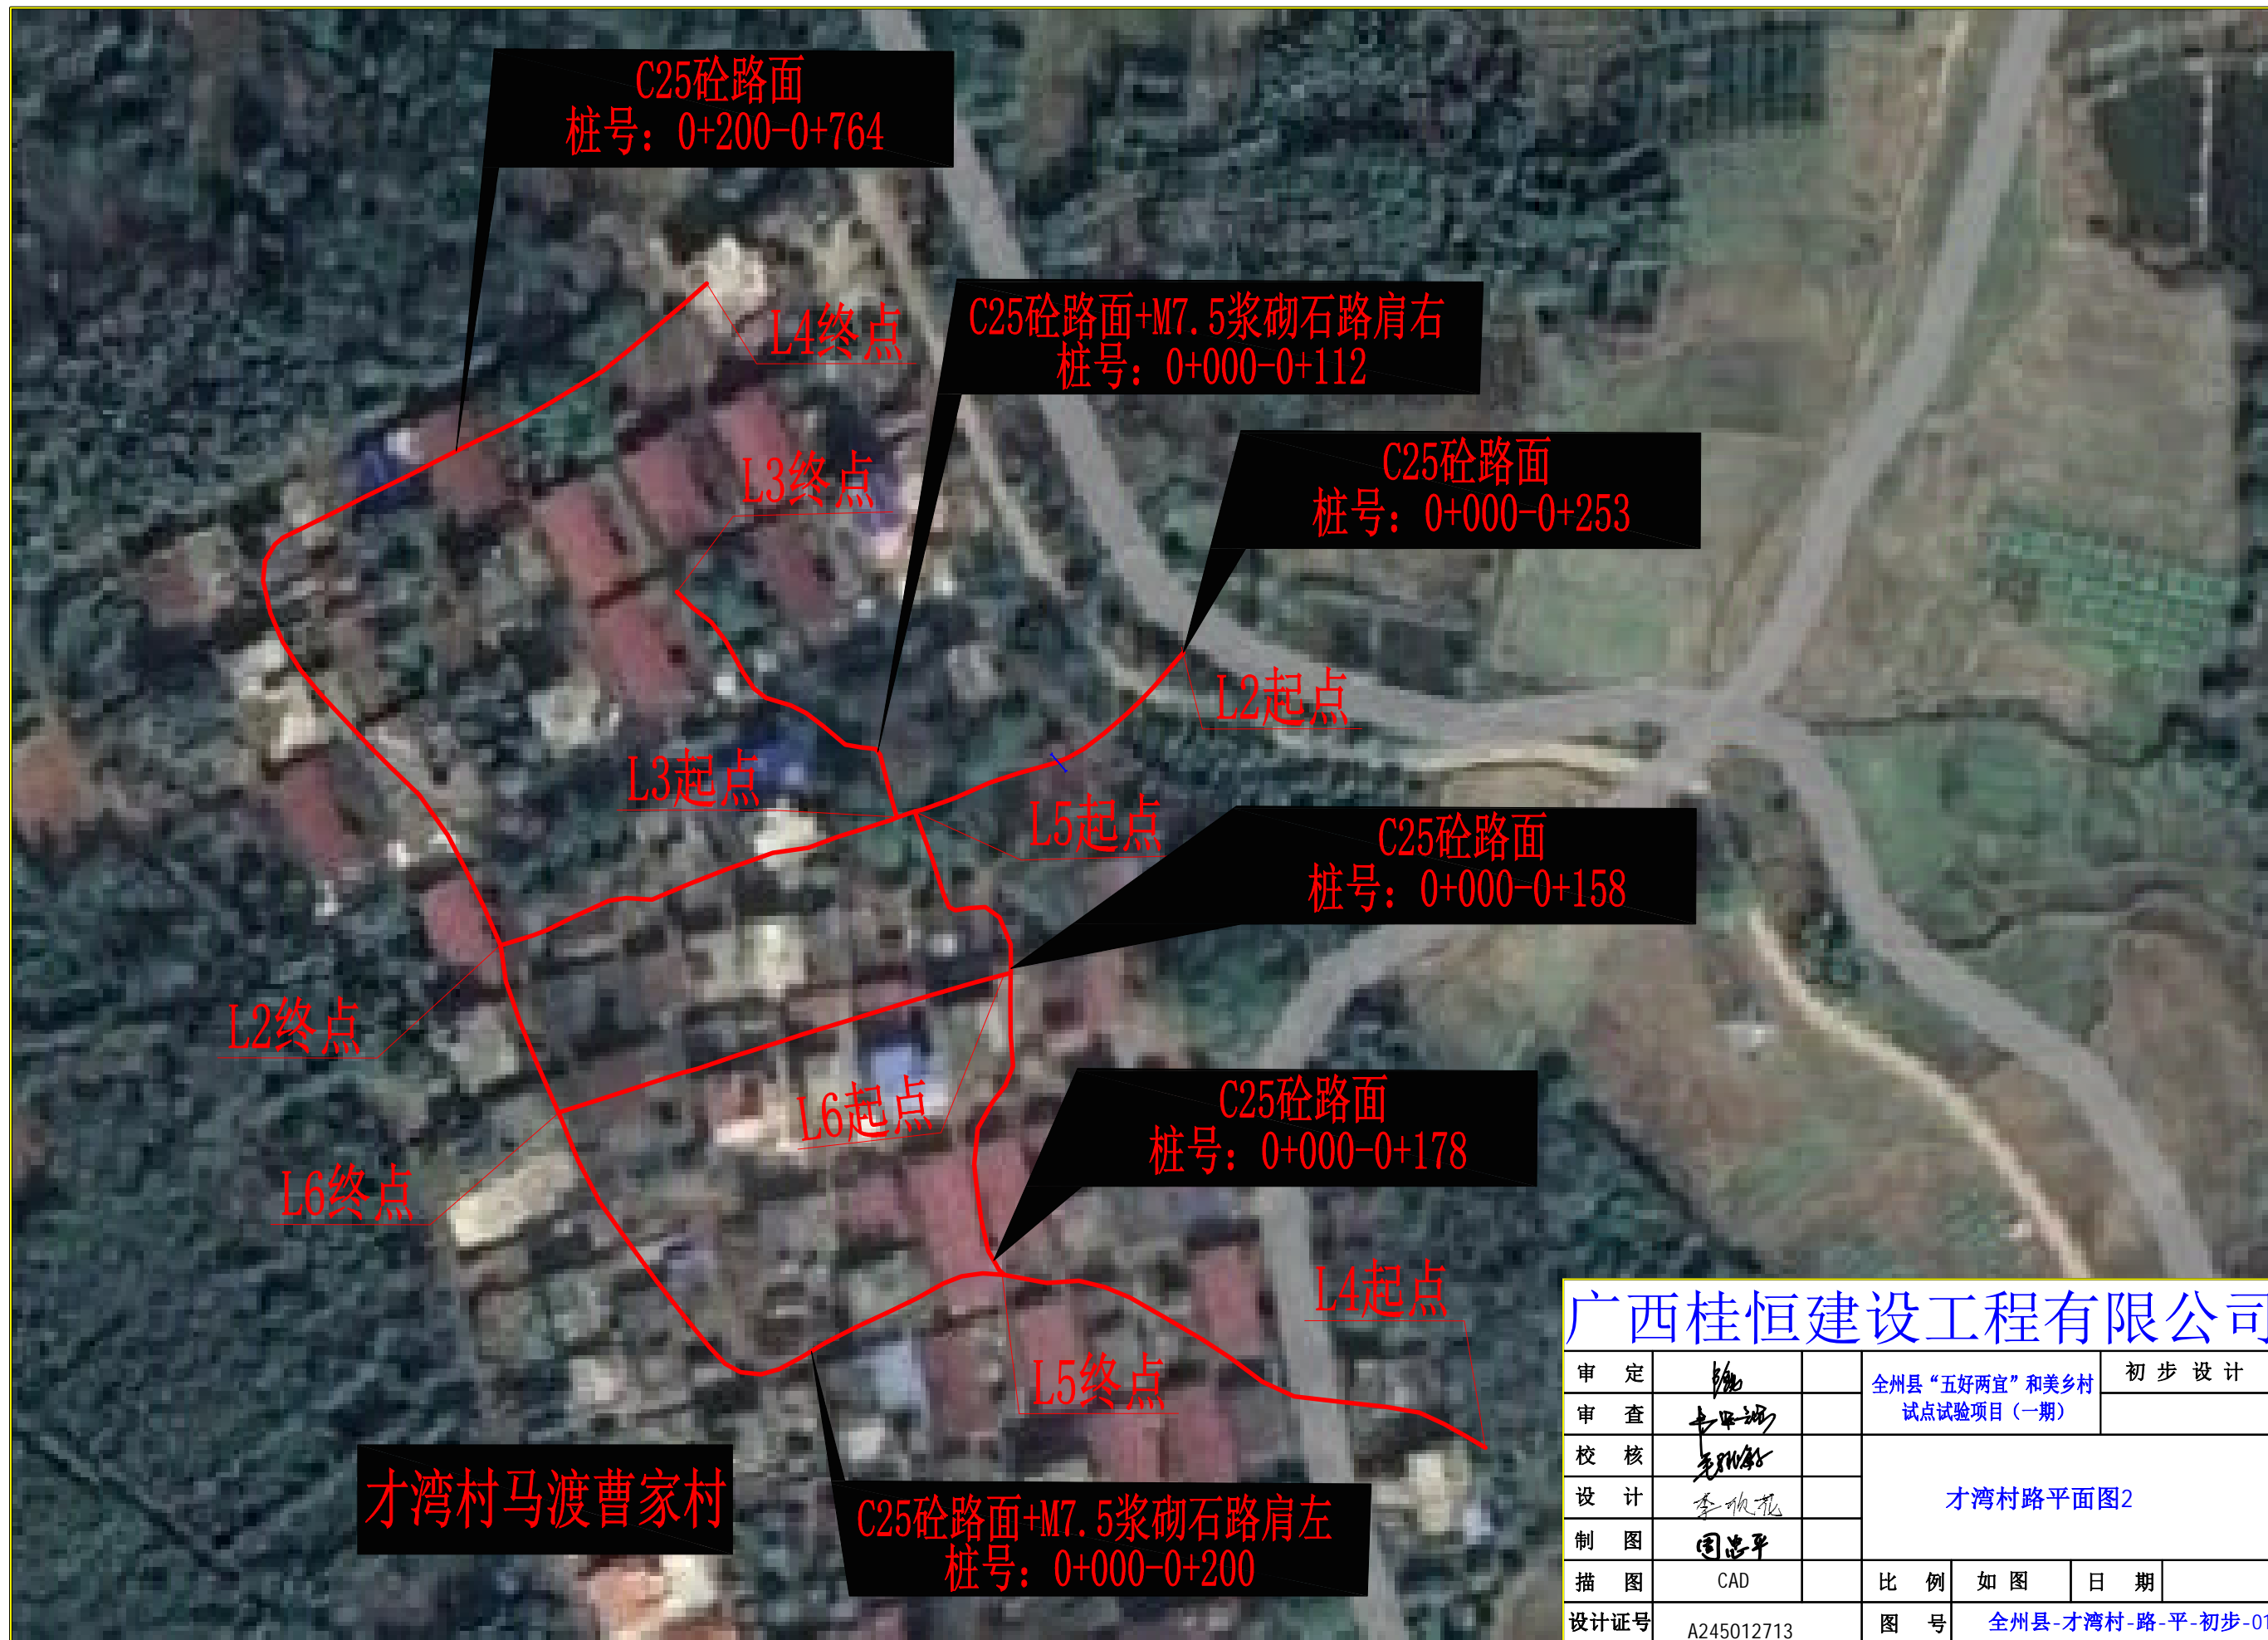 C25砼路面
桩号：0+200-0+764
L4终点
C25砼路面+M7.5浆砌石路肩右
桩号：0+000-0+112
C25砼路面
桩号：0+000-0+253
L3终点
L2起点
L3起点
L5起点
C25砼路面
桩号：0+000-0+158
L2终点
L6起点
C25砼路面
桩号：0+000-0+178
L6终点
L4起点
L5终点
才湾村马渡曹家村
C25砼路面+M7.5浆砌石路肩左
桩号：0+000-0+200
广西桂恒建设工程有限公司
审 定
全州县“五好两宜”和美乡村
试点试验项目（一期）
初步设计
审 查
校 核
设 计
才湾村路平面图2
制 图
描 图 CAD
比 例 如图 日 期
设计证号 A245012713
图 号 全州县-才湾村-路-平-初步-01